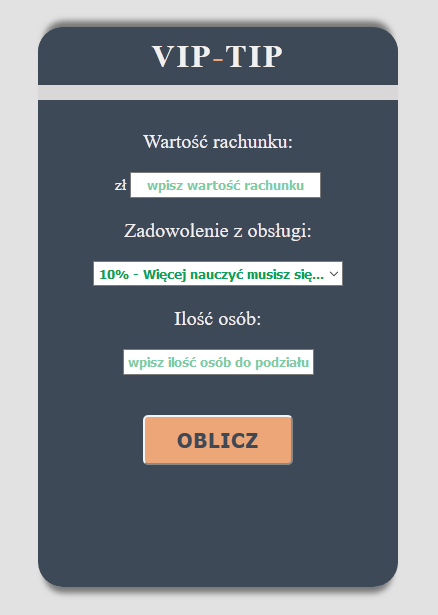 VIP-TIP
Wartość rachunku:
zł wpisz wartość rachunku
Zadowolenie z obsługi:
10% - Więcej nauczyć musisz się...
Ilość osób:
wpisz ilość osób do podziału
OBLICZ